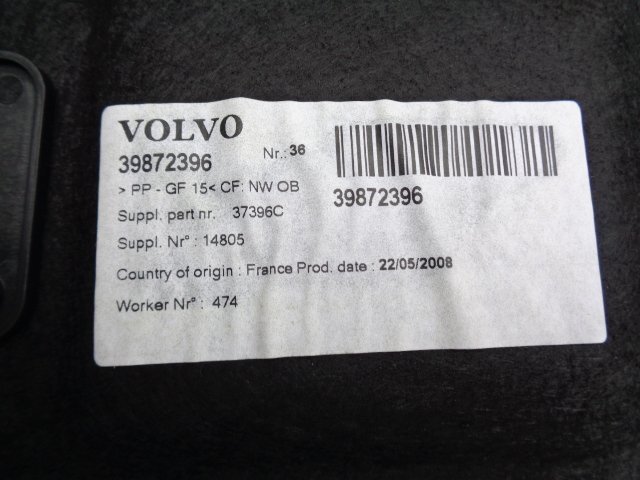 VOLVO
39872396 Nr.: 36
> PP - GF 15< CF: NW OB
39872396
Suppl. part nr. 37396C
Suppl. Nr° : 14805
Country of origin : France Prod. date : 22/05/2008
Worker Nr° : 474